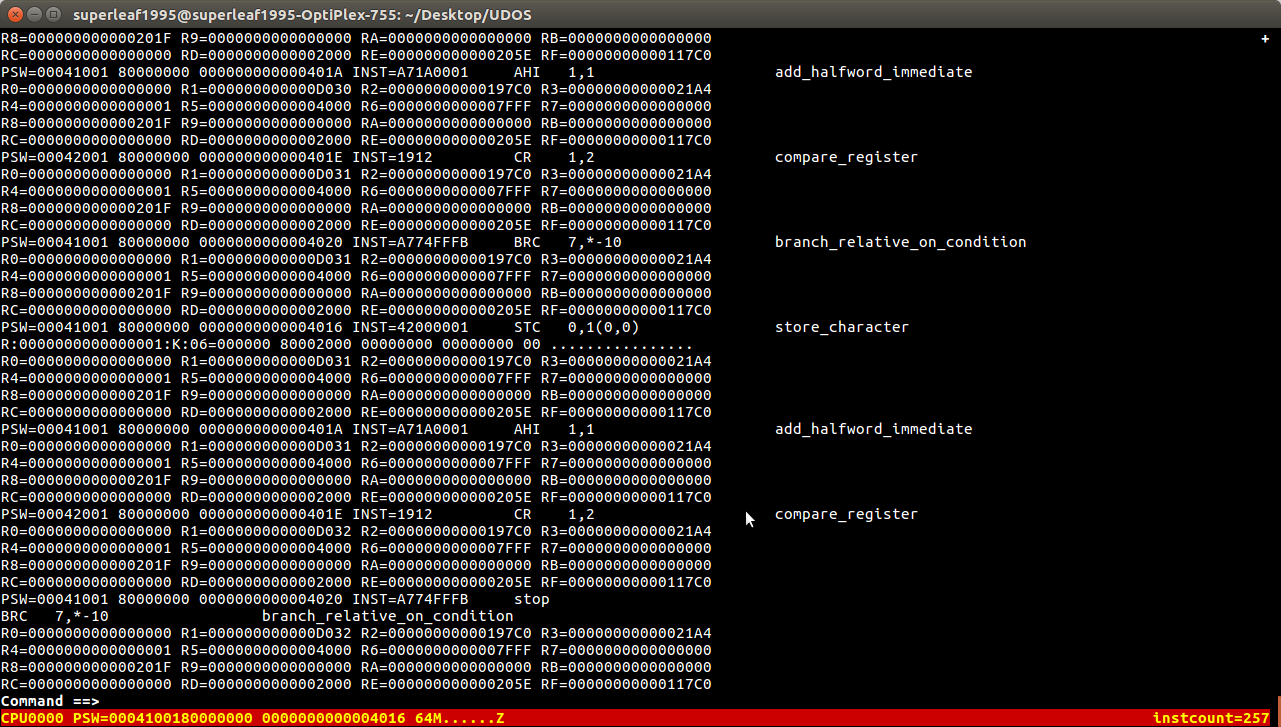 superleaf1995@superleaf1995-OptiPlex-755: ~/Desktop/UDOS
R8=000000000000201F R9=0000000000000000 RA=0000000000000000 RB=0000000000000000 +
RC=0000000000000000 RD=0000000000002000 RE=000000000000205E RF=00000000000117C0
PSW=00041001 80000000 000000000000401A INST=A71A0001 AHI 1,1 add_halfword_immediate
R0=0000000000000000 R1=000000000000D030 R2=00000000000197C0 R3=00000000000021A4
R4=0000000000000001 R5=0000000000004000 R6=0000000000007FFF R7=0000000000000000
R8=000000000000201F R9=0000000000000000 RA=0000000000000000 RB=0000000000000000
RC=0000000000000000 RD=0000000000002000 RE=000000000000205E RF=00000000000117C0
PSW=00042001 80000000 000000000000401E INST=1912 CR 1,2 compare_register
R0=0000000000000000 R1=000000000000D031 R2=00000000000197C0 R3=00000000000021A4
R4=0000000000000001 R5=0000000000004000 R6=0000000000007FFF R7=0000000000000000
R8=000000000000201F R9=0000000000000000 RA=0000000000000000 RB=0000000000000000
RC=0000000000000000 RD=0000000000002000 RE=000000000000205E RF=00000000000117C0
PSW=00041001 80000000 0000000000004020 INST=A774FFFB BRC 7,*-10 branch_relative_on_condition
R0=0000000000000000 R1=000000000000D031 R2=00000000000197C0 R3=00000000000021A4
R4=0000000000000001 R5=0000000000004000 R6=0000000000007FFF R7=0000000000000000
R8=000000000000201F R9=0000000000000000 RA=0000000000000000 RB=0000000000000000
RC=0000000000000000 RD=0000000000002000 RE=000000000000205E RF=00000000000117C0
PSW=00041001 80000000 0000000000004016 INST=42000001 STC 0,1(0,0) store_character
R:0000000000000001:K:06=000000 80002000 00000000 00000000 00 ................
R0=0000000000000000 R1=000000000000D031 R2=00000000000197C0 R3=00000000000021A4
R4=0000000000000001 R5=0000000000004000 R6=0000000000007FFF R7=0000000000000000
R8=000000000000201F R9=0000000000000000 RA=0000000000000000 RB=0000000000000000
RC=0000000000000000 RD=0000000000002000 RE=000000000000205E RF=00000000000117C0
PSW=00041001 80000000 000000000000401A INST=A71A0001 AHI 1,1 add_halfword_immediate
R0=0000000000000000 R1=000000000000D031 R2=00000000000197C0 R3=00000000000021A4
R4=0000000000000001 R5=0000000000004000 R6=0000000000007FFF R7=0000000000000000
R8=000000000000201F R9=0000000000000000 RA=0000000000000000 RB=0000000000000000
RC=0000000000000000 RD=0000000000002000 RE=000000000000205E RF=00000000000117C0
PSW=00042001 80000000 000000000000401E INST=1912 CR 1,2 compare_register
R0=0000000000000000 R1=000000000000D032 R2=00000000000197C0 R3=00000000000021A4
R4=0000000000000001 R5=0000000000004000 R6=0000000000007FFF R7=0000000000000000
R8=000000000000201F R9=0000000000000000 RA=0000000000000000 RB=0000000000000000
RC=0000000000000000 RD=0000000000002000 RE=000000000000205E RF=00000000000117C0
PSW=00041001 80000000 0000000000004020 INST=A774FFFB stop
BRC 7,*-10 branch_relative_on_condition
R0=0000000000000000 R1=000000000000D032 R2=00000000000197C0 R3=00000000000021A4
R4=0000000000000001 R5=0000000000004000 R6=0000000000007FFF R7=0000000000000000
R8=000000000000201F R9=0000000000000000 RA=0000000000000000 RB=0000000000000000
RC=0000000000000000 RD=0000000000002000 RE=000000000000205E RF=00000000000117C0
Command ==>
CPU0000 PSW=0004100180000000 0000000000004016 64M......Z instcount=257